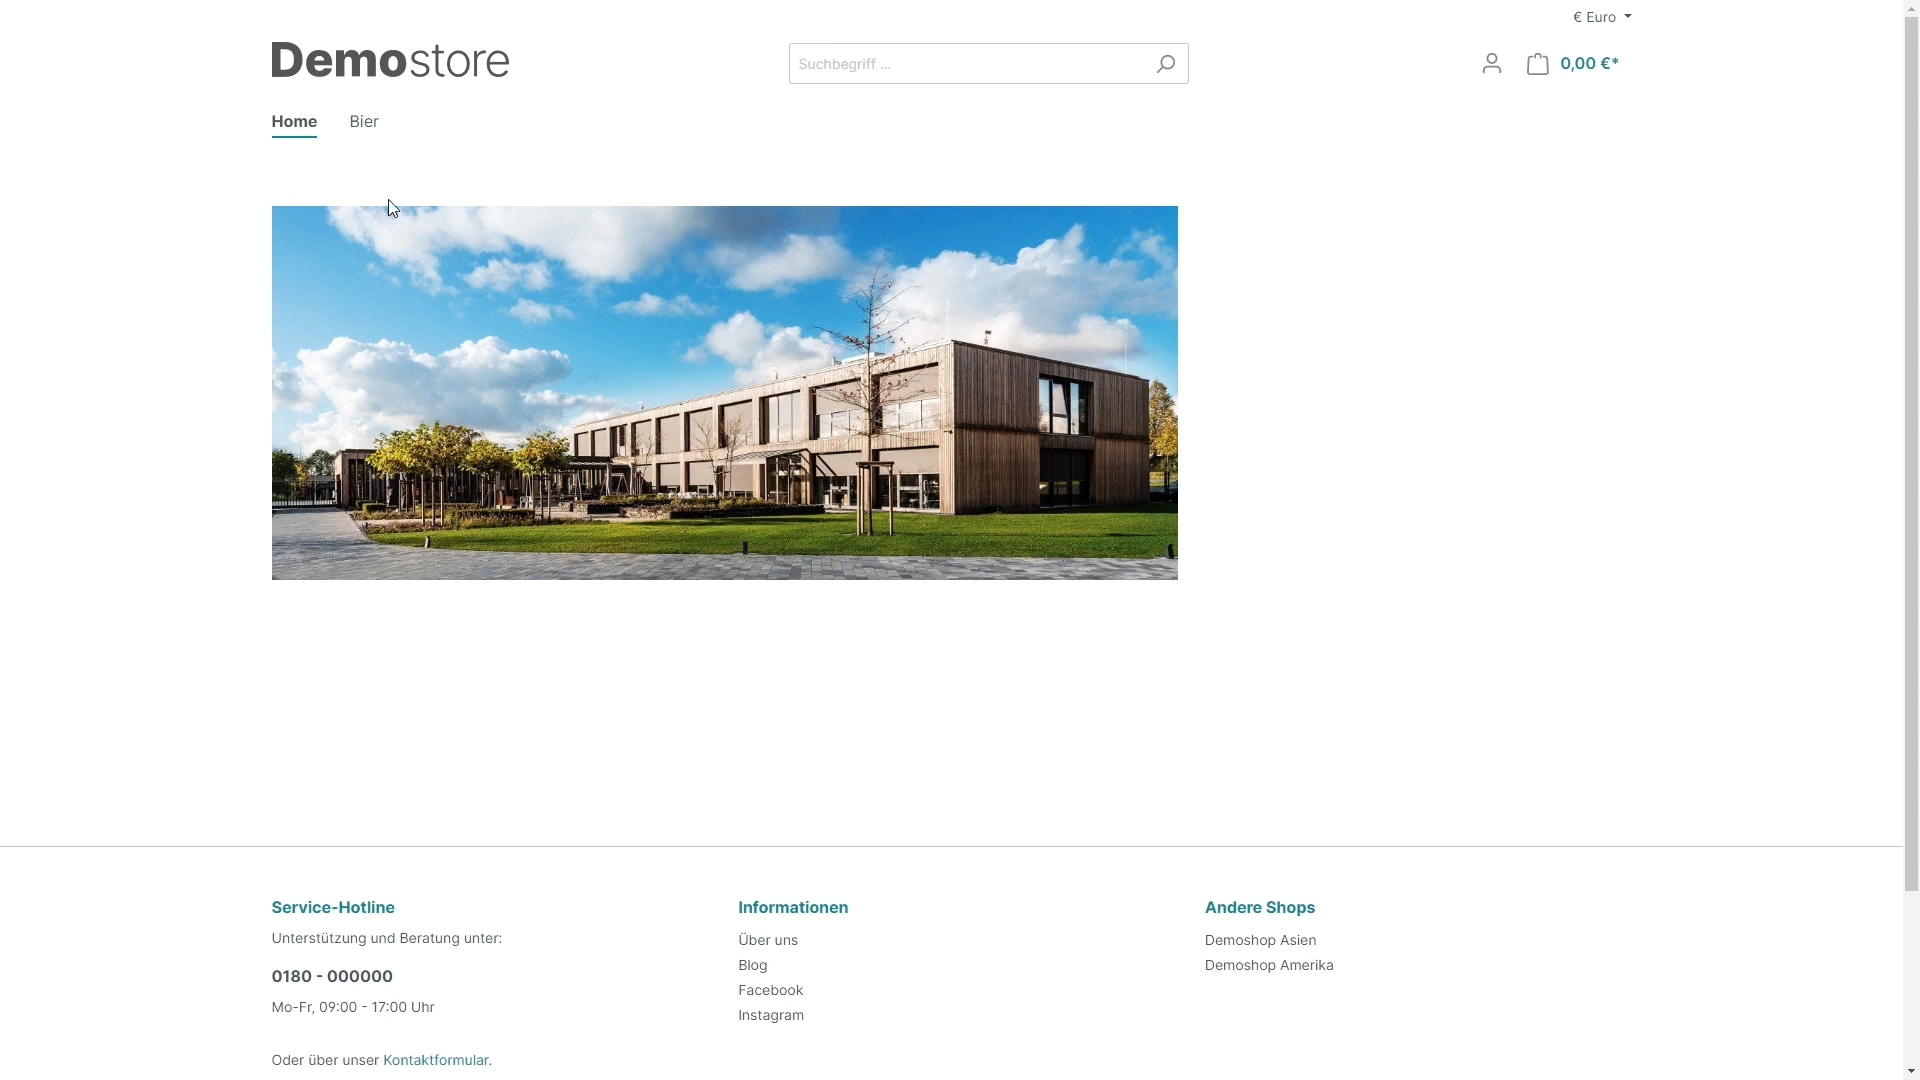 € Euro
Demostore
Suchbegriff ...
0,00 €*
Home
Bier
Service-Hotline
Unterstützung und Beratung unter:
0180 - 000000
Mo-Fr, 09:00 - 17:00 Uhr
Oder über unser Kontaktformular.
Informationen
Über uns
Blog
Facebook
Instagram
Andere Shops
Demoshop Asien
Demoshop Amerika